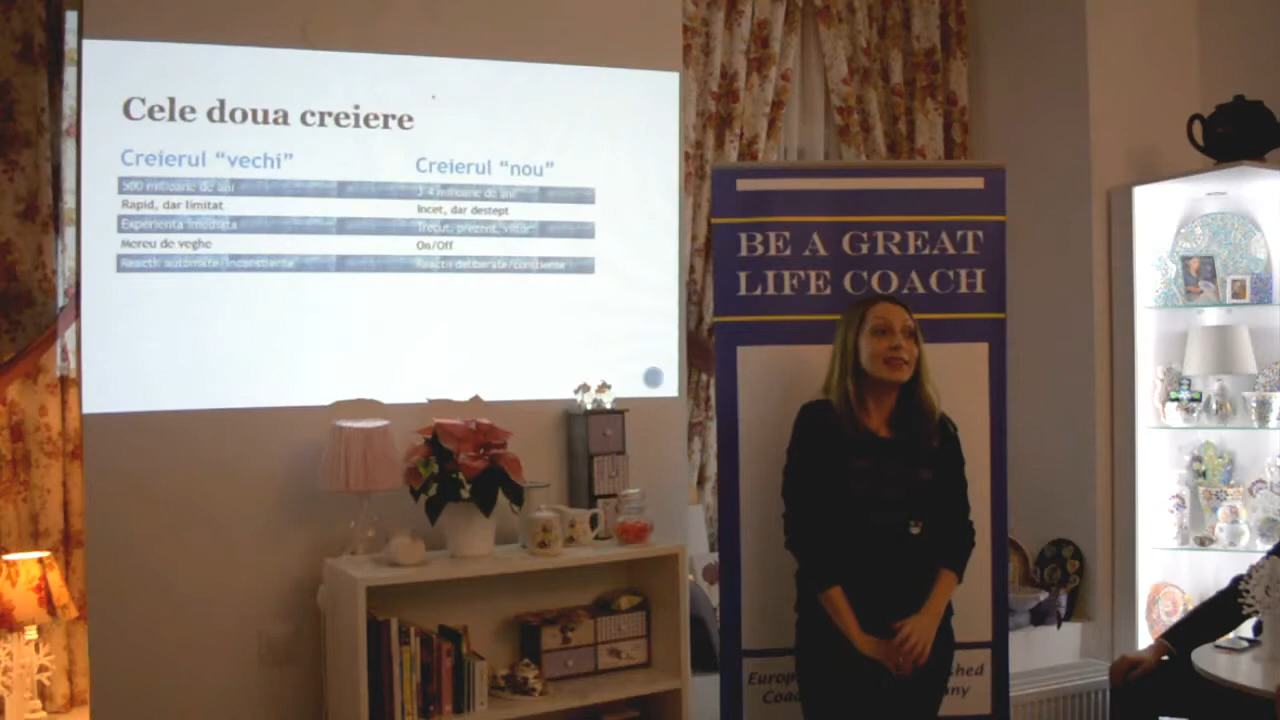 Cele doua creiere
Creierul “vechi” Creierul “nou”
500 milioane de ani 3-4 milioane de ani
Rapid, dar limitat Incet, dar destept
Experienta imediata Trecut, prezent, viitor
Mereu de veghe On/Off
Reactii automate/inconstiente Reactii deliberate/constiente
BE A GREAT
LIFE COACH